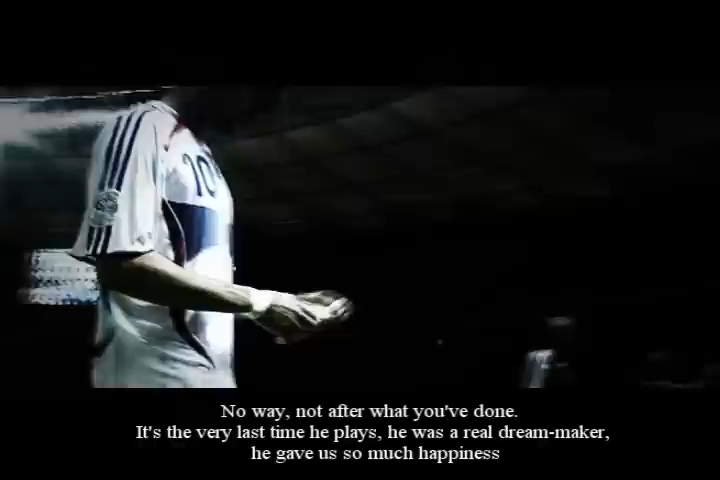 10
No way, not after what you've done.
It's the very last time he plays, he was a real dream-maker,
he gave us so much happiness